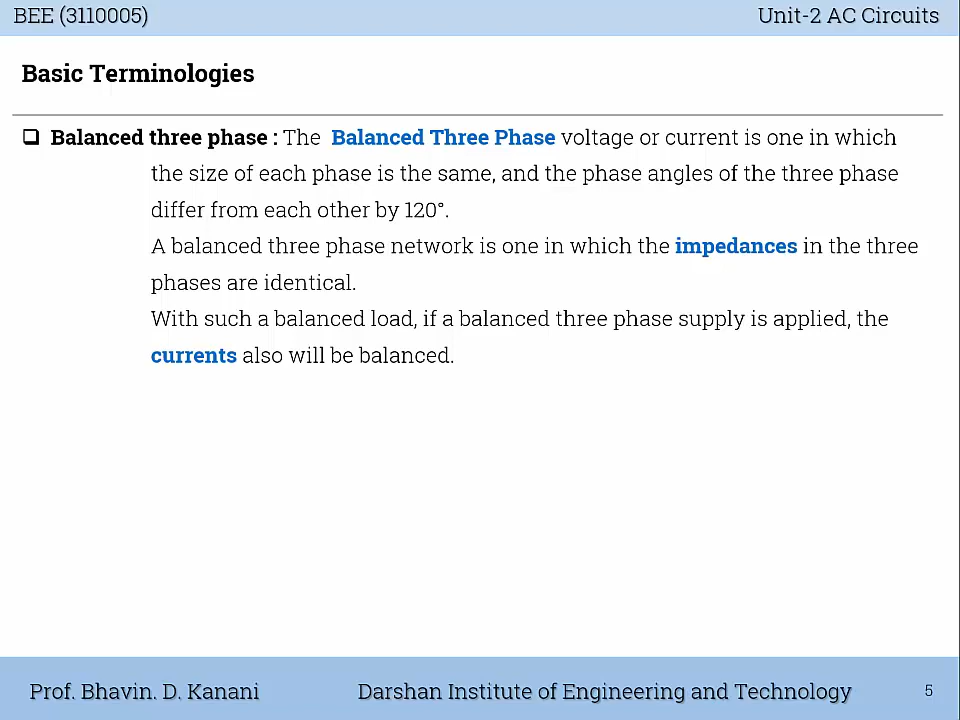 BEE (3110005) Unit-2 AC Circuits
Basic Terminologies
❑ Balanced three phase : The Balanced Three Phase voltage or current is one in which
the size of each phase is the same, and the phase angles of the three phase
differ from each other by 120°.
A balanced three phase network is one in which the impedances in the three
phases are identical.
With such a balanced load, if a balanced three phase supply is applied, the
currents also will be balanced.
Prof. Bhavin. D. Kanani Darshan Institute of Engineering and Technology 5